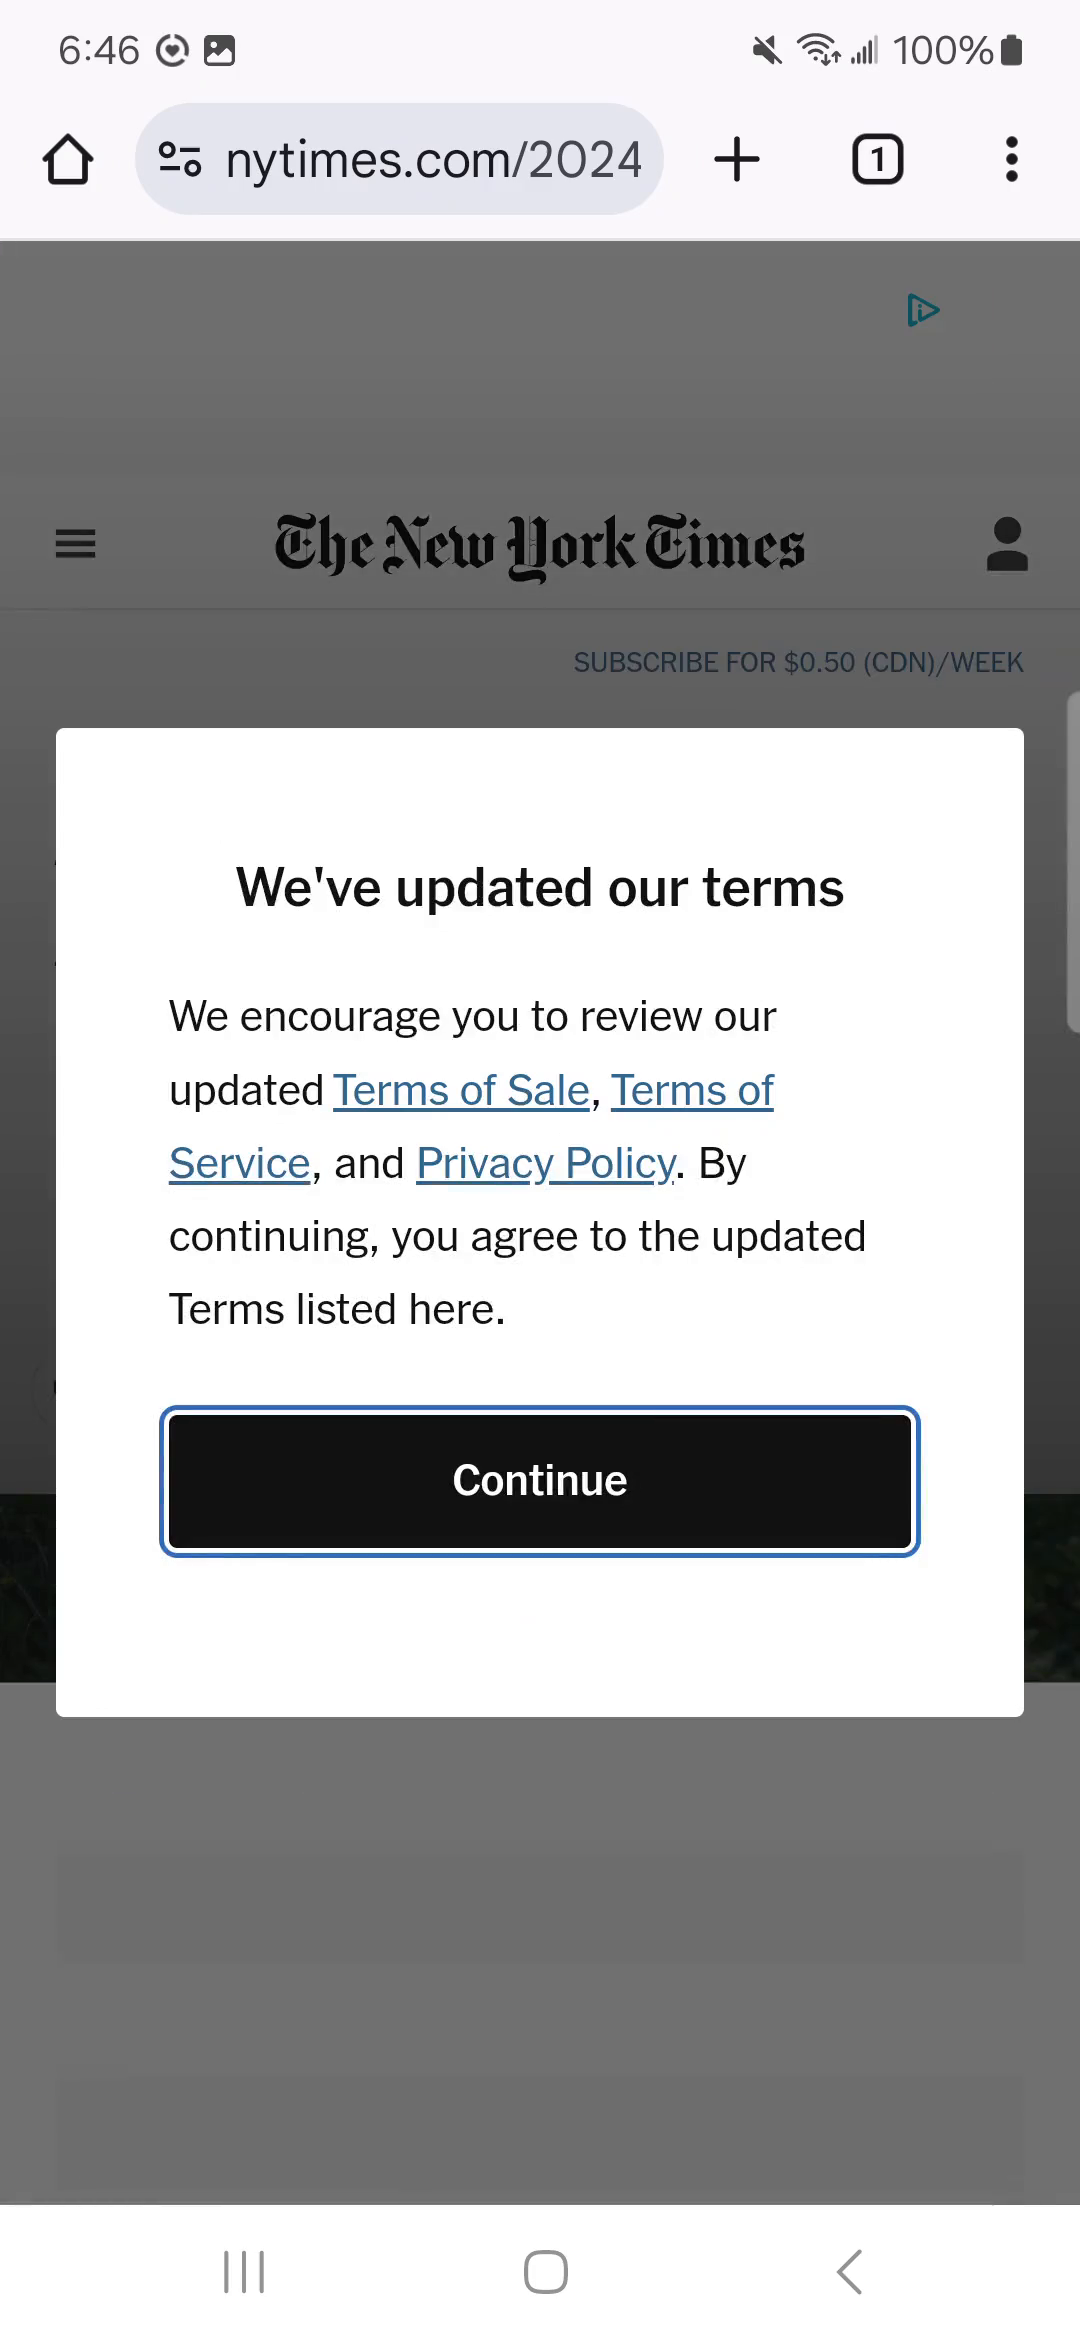 6:46 100%
nytimes.com/2024 1
The New York Times
SUBSCRIBE FOR $0.50 (CDN)/WEEK
We've updated our terms
We encourage you to review our
updated Terms of Sale, Terms of
Service, and Privacy Policy. By
continuing, you agree to the updated
Terms listed here.
Continue